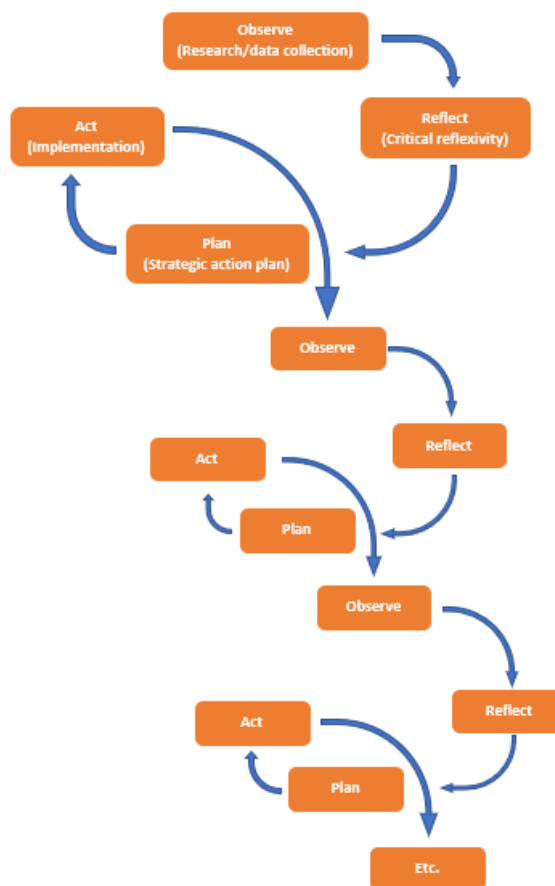 Observe
(Research/data collection)
Reflect
(Critical reflexivity)
Act
(Implementation)
Plan
(Strategic action plan)
Observe
Reflect
Act
Plan
Observe
Reflect
Act
Plan
Etc.